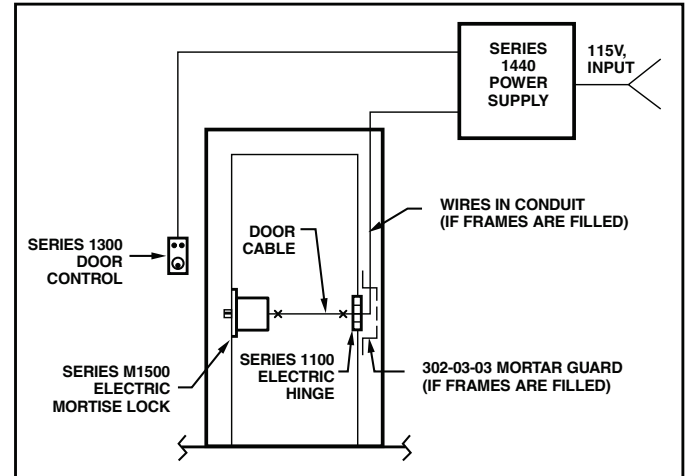 SERIES
1440
POWER
SUPPLY
115V,
INPUT
WIRES IN CONDUIT
(IF FRAMES ARE FILLED)
DOOR
CABLE
SERIES 1300
DOOR
CONTROL
SERIES M1500
ELECTRIC
MORTISE LOCK
SERIES 1100
ELECTRIC
HINGE
302-03-03 MORTAR GUARD
(IF FRAMES ARE FILLED)